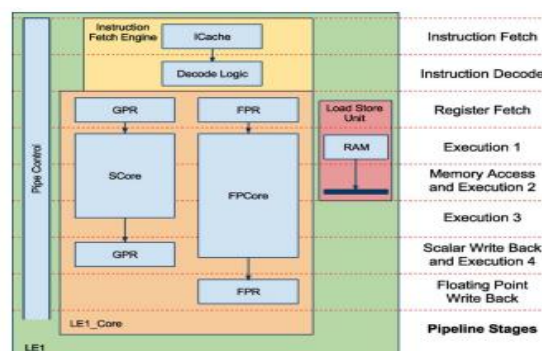 Instruction
Fetch Engine
ICache
Decode Logic
Pipe Control
GPR
FPR
Load Store
Unit
RAM
SCore
FPCore
GPR
FPR
LE1_Core
LE1
Instruction Fetch
Instruction Decode
Register Fetch
Execution 1
Memory Access
and Execution 2
Execution 3
Scalar Write Back
and Execution 4
Floating Point
Write Back
Pipeline Stages